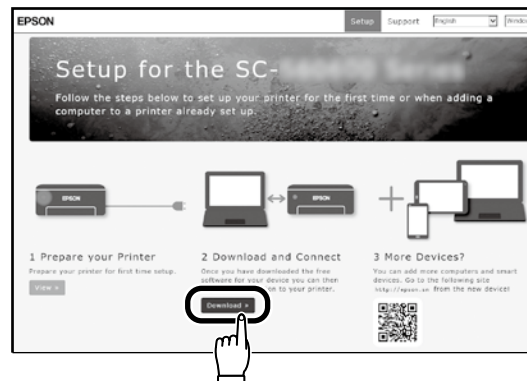 EPSON
Setup Support English
Setup for the SC-
Follow the steps below to set up your printer for the first time or when adding a
computer to a printer already set up.
EPSON
EPSON
1 Prepare your Printer
Prepare your printer for first time setup.
View >
2 Download and Connect
Once you have downloaded the free
software for your device you can then
on to your printer.
Download >
3 More Devices?
You can add more computers and smart
devices. Go to the following site
http://epson.sn from the new device!